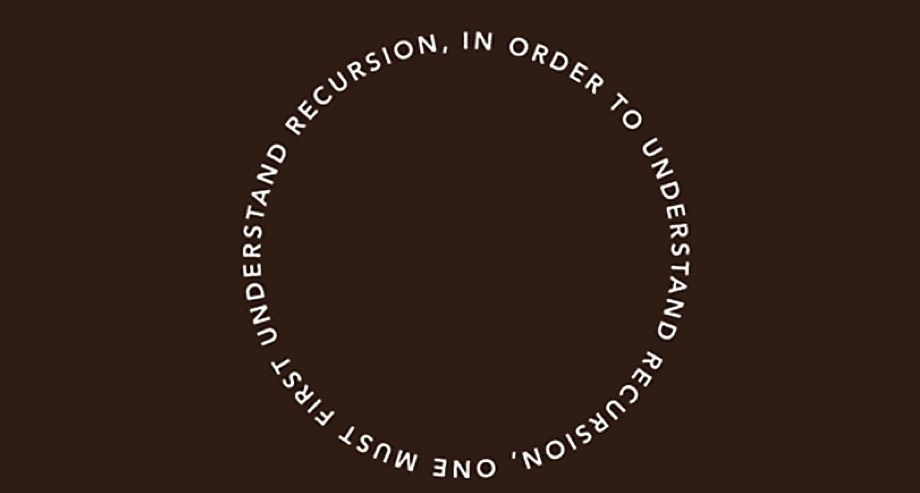 IN ORDER TO UNDERSTAND RECURSION, ONE MUST FIRST UNDERSTAND RECURSION,